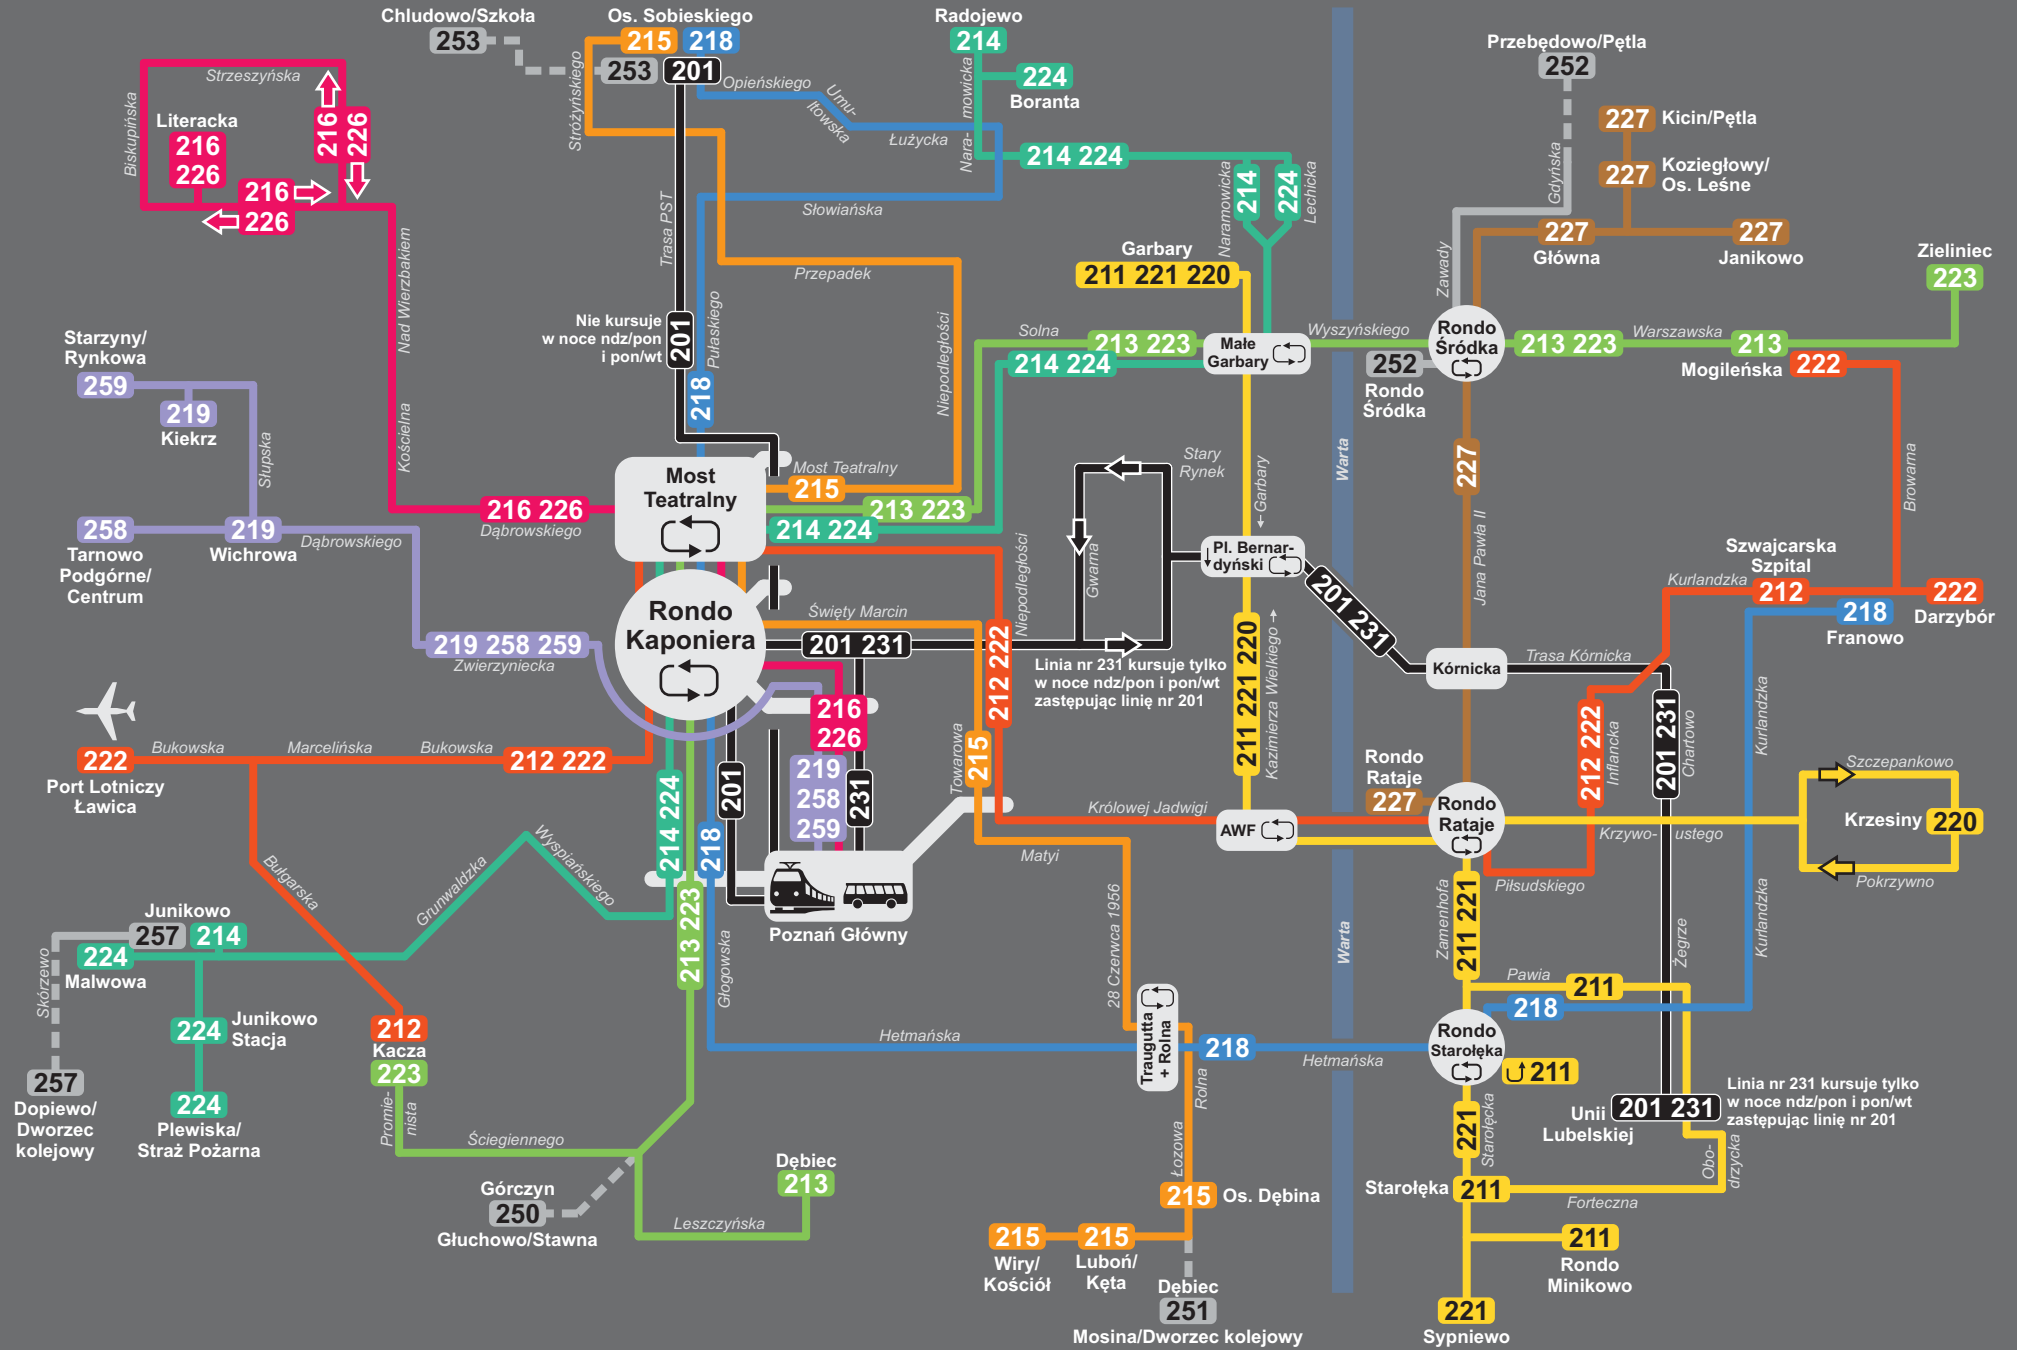 Chludowo/Szkoła
253
Os. Sobieskiego
215
218
253
201
Radojewo
214
224
Boranta
Przebędowo/Pętla
252
227
Kicin/Pętla
227
Koziegłowy/
Os. Leśne
227
Główna
227
Janikowo
Zieliniec
223
Strzeszyńska
Biskupińska
Literacka
216
226
216
226
216
226
Stróżyńskiego
Opieńskiego
Umu-
ltowska
Łużycka
Słowiańska
Trasa PST
Przepadek
Nara-
mowicka
214 224
214
224
Naramowicka
Lechicka
Gdyńska
Zawady
Garbary
211 221 220
Nie kursuje
w noce ndz/pon
i pon/wt
201
Pułaskiego
218
Niepodległości
Solna
213 223
214 224
Małe
Garbary
Wyszyńskiego
Rondo
Śródka
252
Rondo
Śródka
213 223
Warszawska
213
Mogileńska
222
Browarna
Starzyny/
Rynkowa
259
219
Kiekrz
Nad Wierzbakiem
Kościelna
Słupska
258
Tarnowo
Podgórne/
Centrum
219
Wichrowa
Dąbrowskiego
216 226
Dąbrowskiego
Most
Teatralny
Most Teatralny
215
213 223
214 224
Stary
Rynek
Gwarna
←Garbary
Warta
227
Jana Pawła II
Pl. Bernar-
dyński
201 231
Szwajcarska
Szpital
212
Kurlandzka
218
Franowo
222
Darzybór
Rondo
Kaponiera
219 258 259
Zwierzyniecka
Święty Marcin
201 231
Niepodległości
212 222
Linia nr 231 kursuje tylko
w noce ndz/pon i pon/wt
zastępując linię nr 201
211 221 220
Kazimierza Wielkiego→
Kórnicka
Trasa Kórnicka
201 231
Chartowo
212 222
Inflancka
Kurlandzka
222
Port Lotniczy
Ławica
Bukowska
Marcelińska
Bukowska
212 222
216
226
219
258
259
231
201
214 224
218
Towarowa
215
Królowej Jadwigi
AWF
Rondo
Rataje
227
Rondo
Rataje
Krzywo-
ustego
Szczepankowo
Krzesiny
220
Pokrzywno
Piłsudskiego
Matyi
Bułgarska
Grunwaldzka
Wyspiańskiego
213 223
Głogowska
Poznań Główny
Junikowo
257
214
224
Malwowa
Skórzewo
257
Dopiewo/
Dworzec
kolejowy
224
Junikowo
Stacja
224
Plewiska/
Straż Pożarna
212
Kacza
223
Promie-
nista
Ściegiennego
Górczyn
250
Głuchowo/Stawna
Leszczyńska
Dębiec
213
Hetmańska
28 Czerwca 1956
Traugutta
+ Rolna
218
Rolna
Hetmańska
Warta
Łozowa
215
Os. Dębina
215
Wiry/
Kościół
215
Luboń/
Kęta
Dębiec
251
Mosina/Dworzec kolejowy
Zamenhofa
211 221
Pawia
211
218
Kurlandzka
Żegrze
Rondo
Starołęka
211
221
Starołęcka
Unii
Lubelskiej
201 231
Linia nr 231 kursuje tylko
w noce ndz/pon i pon/wt
zastępując linię nr 201
Obo-
drzycka
Starołęka
211
Forteczna
211
Rondo
Minikowo
221
Sypniewo